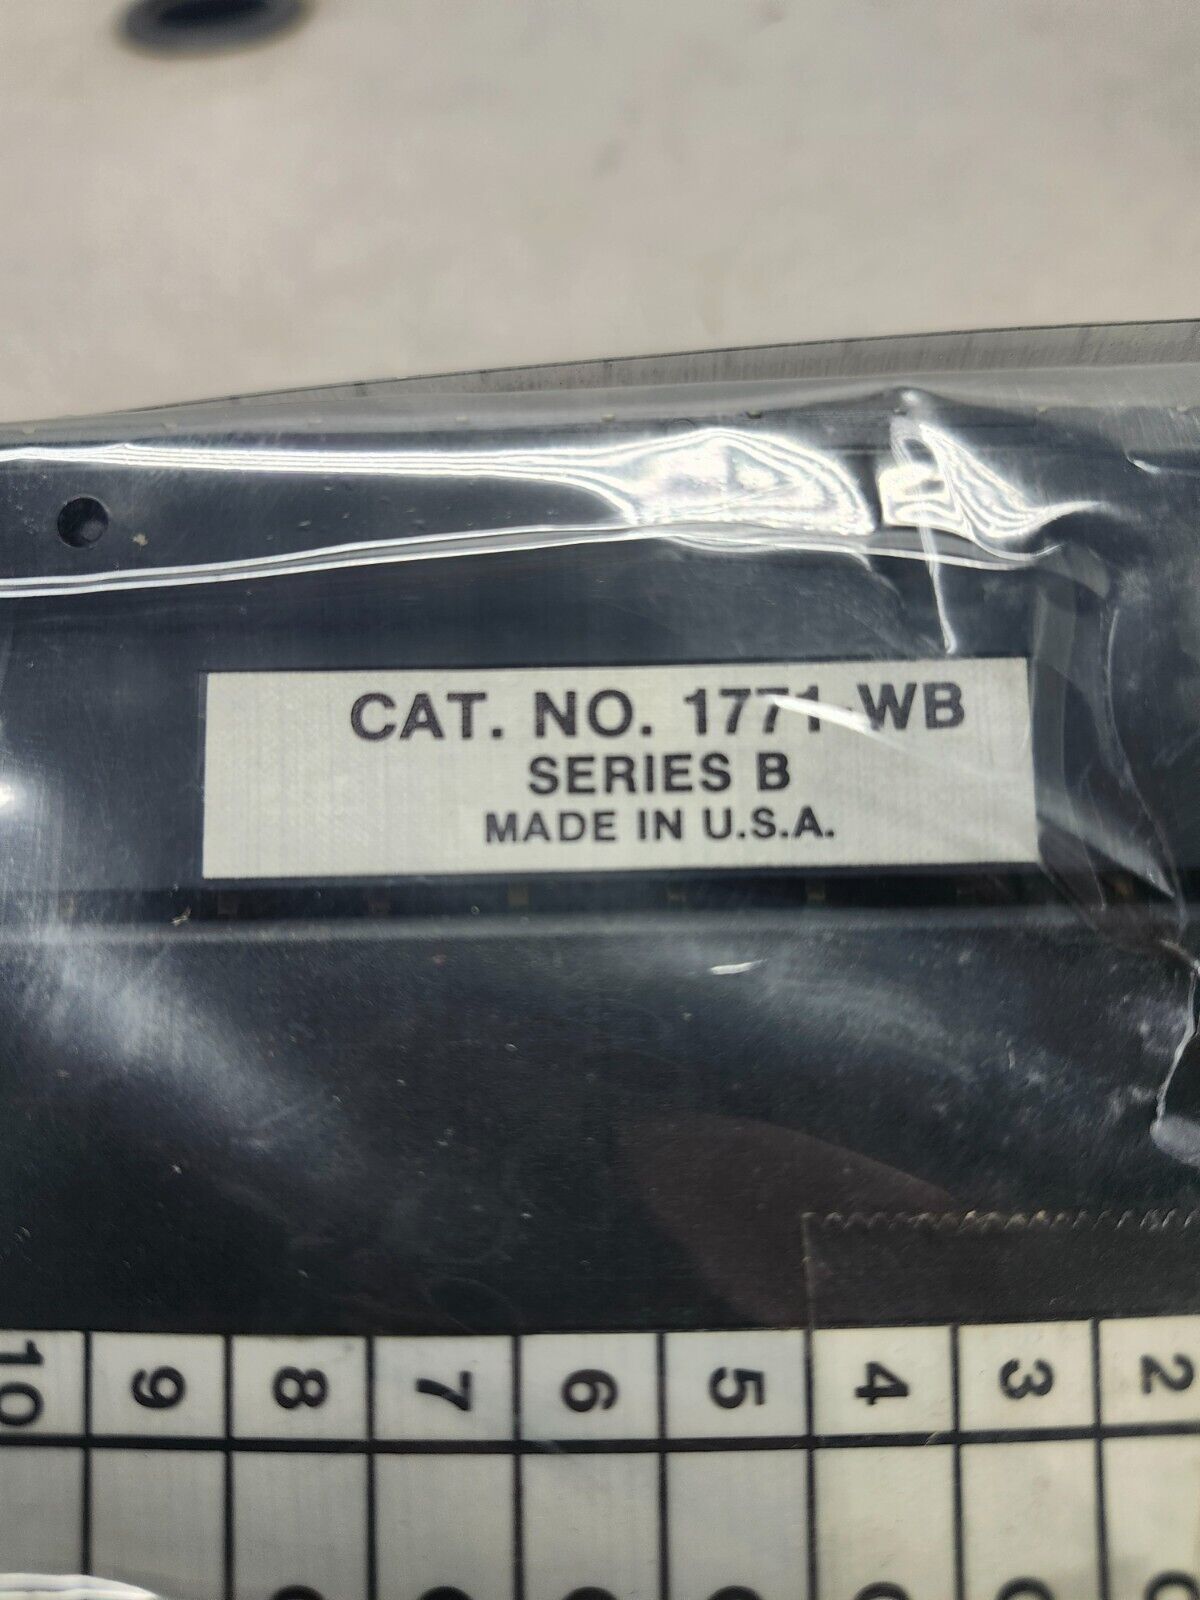 CAT. NO. 1771-WB
SERIES B
MADE IN U.S.A.
10 9 8 7 6 5 4 3 2